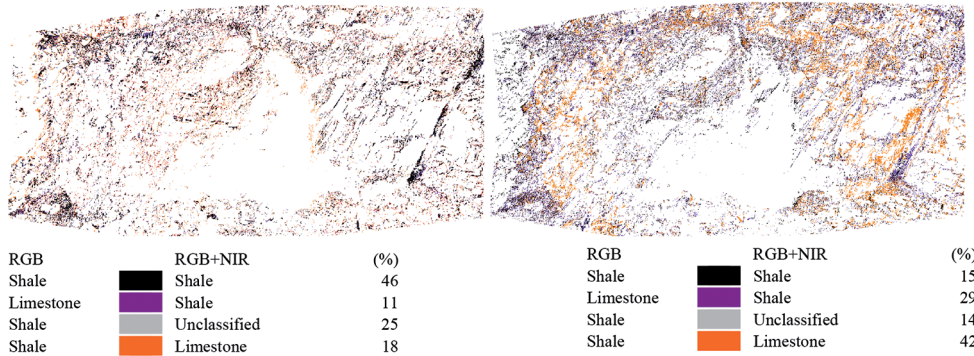 RGB RGB+NIR (%)
Shale Shale 46
Limestone Shale 11
Shale Unclassified 25
Shale Limestone 18
RGB RGB+NIR (%)
Shale Shale 15
Limestone Shale 29
Shale Unclassified 14
Shale Limestone 42